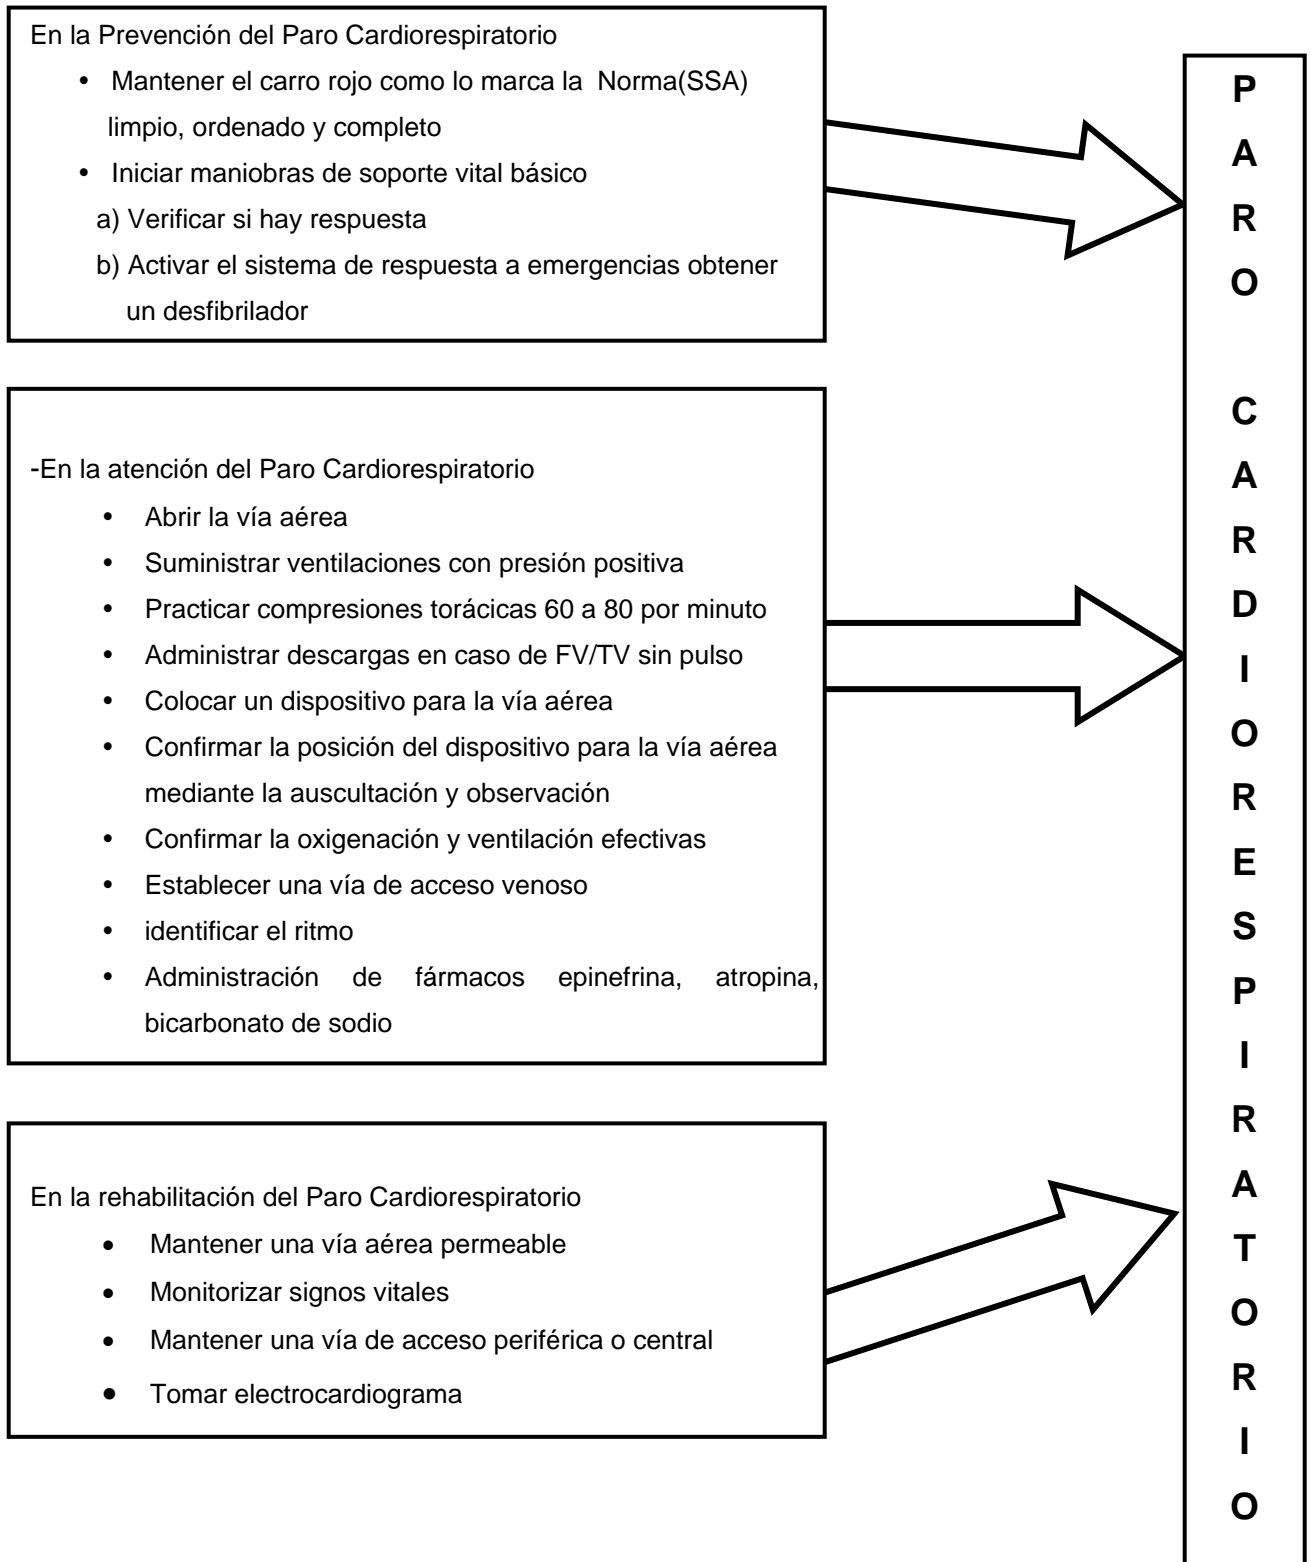 En la Prevención del Paro Cardiorespiratorio
• Mantener el carro rojo como lo marca la Norma(SSA)
limpio, ordenado y completo
• Iniciar maniobras de soporte vital básico
a) Verificar si hay respuesta
b) Activar el sistema de respuesta a emergencias obtener
un desfibrilador
-En la atención del Paro Cardiorespiratorio
• Abrir la vía aérea
• Suministrar ventilaciones con presión positiva
• Practicar compresiones torácicas 60 a 80 por minuto
• Administrar descargas en caso de FV/TV sin pulso
• Colocar un dispositivo para la vía aérea
• Confirmar la posición del dispositivo para la vía aérea
mediante la auscultación y observación
• Confirmar la oxigenación y ventilación efectivas
• Establecer una vía de acceso venoso
• identificar el ritmo
• Administración de fármacos epinefrina, atropina,
bicarbonato de sodio
En la rehabilitación del Paro Cardiorespiratorio
• Mantener una vía aérea permeable
• Monitorizar signos vitales
• Mantener una vía de acceso periférica o central
• Tomar electrocardiograma
P
A
R
O
C
A
R
D
I
O
R
E
S
P
I
R
A
T
O
R
I
O